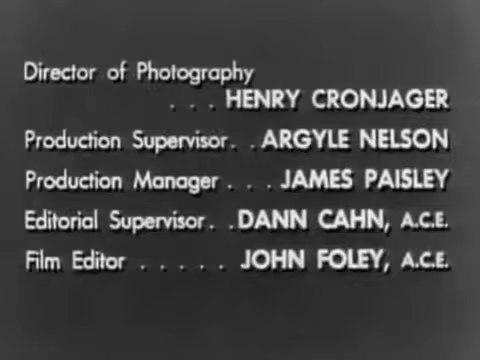 Director of Photography
. . . HENRY CRONJAGER
Production Supervisor. . ARGYLE NELSON
Production Manager . . . JAMES PAISLEY
Editorial Supervisor. . DANN CAHN, A.C.E.
Film Editor . . . . . JOHN FOLEY, A.C.E.